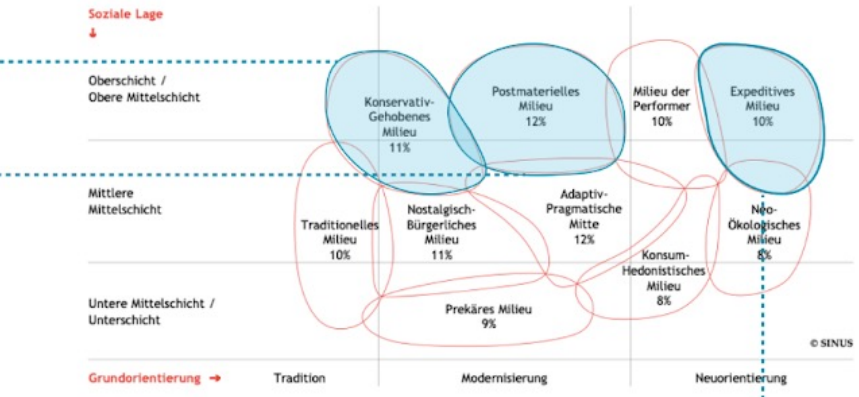 Soziale Lage
↓
Oberschicht /
Obere Mittelschicht
Konservativ-
Gehobenes
Milieu
11%
Postmaterielles
Milieu
12%
Milieu der
Performer
10%
Expeditives
Milieu
10%
Mittlere
Mittelschicht
Traditionelles
Milieu
10%
Nostalgisch-
Bürgerliches
Milieu
11%
Adaptiv-
Pragmatische
Mitte
12%
Konsum-
Hedonistisches
Milieu
8%
Neo-
Ökologisches
Milieu
8%
Untere Mittelschicht /
Unterschicht
Prekäres Milieu
9%
© SINUS
Grundorientierung →
Tradition
Modernisierung
Neuorientierung